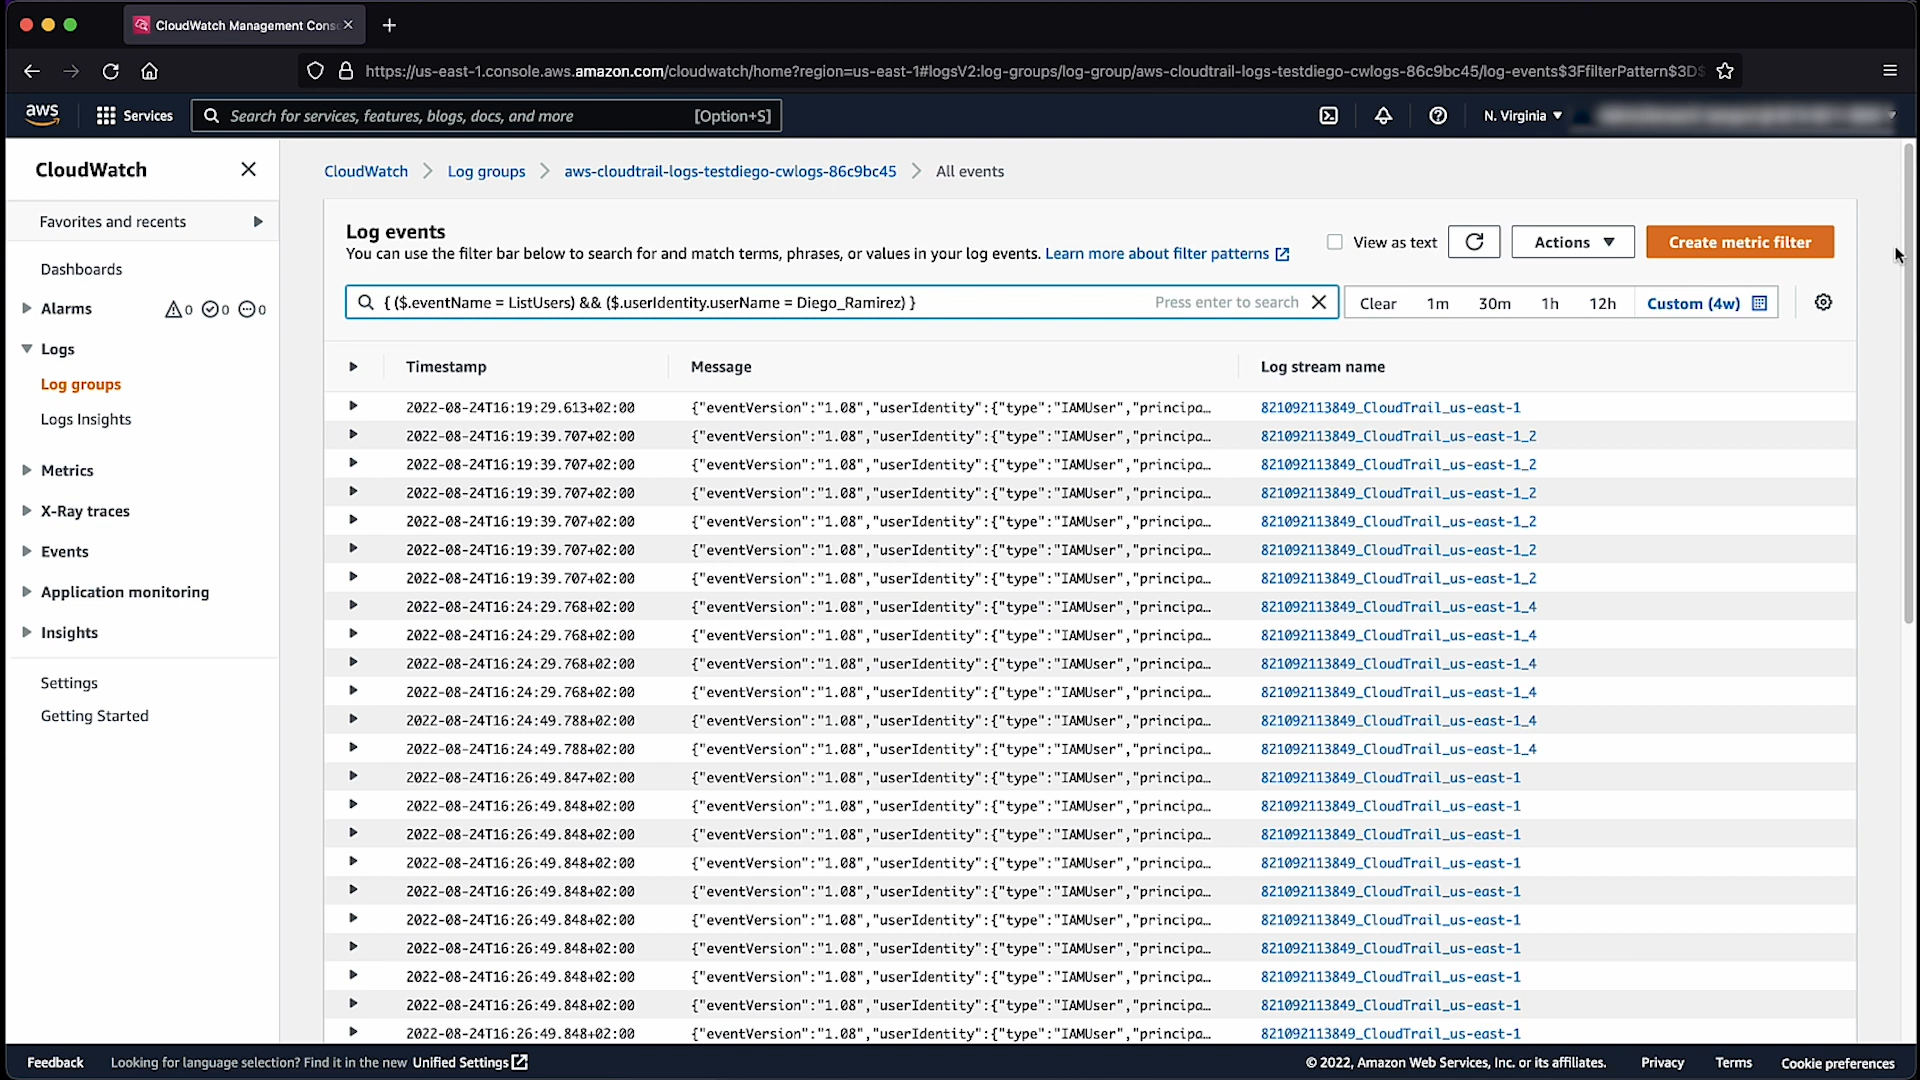 CloudWatch Management Cons
https://us-east-1.console.aws.amazon.com/cloudwatch/home?region=us-east-1#logsV2:log-groups/log-group/aws-cloudtrail-logs-testdiego-cwlogs-86c9bc45/log-events$3FfilterPattern$3D$
aws Services Search for services, features, blogs, docs, and more [Option+S] N. Virginia
CloudWatch
Favorites and recents
Dashboards
Alarms 0 0 0
Logs
Log groups
Logs Insights
Metrics
X-Ray traces
Events
Application monitoring
Insights
Settings
Getting Started
CloudWatch Log groups aws-cloudtrail-logs-testdiego-cwlogs-86c9bc45 All events
Log events
You can use the filter bar below to search for and match terms, phrases, or values in your log events. Learn more about filter patterns
View as text Actions Create metric filter
{ ($.eventName = ListUsers) && ($.userIdentity.userName = Diego_Ramirez) } Press enter to search
Clear 1m 30m 1h 12h Custom (4w)
Timestamp Message Log stream name
2022-08-24T16:19:29.613+02:00 {"eventVersion":"1.08","userIdentity":{"type":"IAMUser","principa… 821092113849_CloudTrail_us-east-1
2022-08-24T16:19:39.707+02:00 {"eventVersion":"1.08","userIdentity":{"type":"IAMUser","principa… 821092113849_CloudTrail_us-east-1_2
2022-08-24T16:19:39.707+02:00 {"eventVersion":"1.08","userIdentity":{"type":"IAMUser","principa… 821092113849_CloudTrail_us-east-1_2
2022-08-24T16:19:39.707+02:00 {"eventVersion":"1.08","userIdentity":{"type":"IAMUser","principa… 821092113849_CloudTrail_us-east-1_2
2022-08-24T16:19:39.707+02:00 {"eventVersion":"1.08","userIdentity":{"type":"IAMUser","principa… 821092113849_CloudTrail_us-east-1_2
2022-08-24T16:19:39.707+02:00 {"eventVersion":"1.08","userIdentity":{"type":"IAMUser","principa… 821092113849_CloudTrail_us-east-1_2
2022-08-24T16:19:39.707+02:00 {"eventVersion":"1.08","userIdentity":{"type":"IAMUser","principa… 821092113849_CloudTrail_us-east-1_2
2022-08-24T16:24:29.768+02:00 {"eventVersion":"1.08","userIdentity":{"type":"IAMUser","principa… 821092113849_CloudTrail_us-east-1_4
2022-08-24T16:24:29.768+02:00 {"eventVersion":"1.08","userIdentity":{"type":"IAMUser","principa… 821092113849_CloudTrail_us-east-1_4
2022-08-24T16:24:29.768+02:00 {"eventVersion":"1.08","userIdentity":{"type":"IAMUser","principa… 821092113849_CloudTrail_us-east-1_4
2022-08-24T16:24:29.768+02:00 {"eventVersion":"1.08","userIdentity":{"type":"IAMUser","principa… 821092113849_CloudTrail_us-east-1_4
2022-08-24T16:24:49.788+02:00 {"eventVersion":"1.08","userIdentity":{"type":"IAMUser","principa… 821092113849_CloudTrail_us-east-1_4
2022-08-24T16:24:49.788+02:00 {"eventVersion":"1.08","userIdentity":{"type":"IAMUser","principa… 821092113849_CloudTrail_us-east-1_4
2022-08-24T16:26:49.847+02:00 {"eventVersion":"1.08","userIdentity":{"type":"IAMUser","principa… 821092113849_CloudTrail_us-east-1
2022-08-24T16:26:49.848+02:00 {"eventVersion":"1.08","userIdentity":{"type":"IAMUser","principa… 821092113849_CloudTrail_us-east-1
2022-08-24T16:26:49.848+02:00 {"eventVersion":"1.08","userIdentity":{"type":"IAMUser","principa… 821092113849_CloudTrail_us-east-1
2022-08-24T16:26:49.848+02:00 {"eventVersion":"1.08","userIdentity":{"type":"IAMUser","principa… 821092113849_CloudTrail_us-east-1
2022-08-24T16:26:49.848+02:00 {"eventVersion":"1.08","userIdentity":{"type":"IAMUser","principa… 821092113849_CloudTrail_us-east-1
2022-08-24T16:26:49.848+02:00 {"eventVersion":"1.08","userIdentity":{"type":"IAMUser","principa… 821092113849_CloudTrail_us-east-1
2022-08-24T16:26:49.848+02:00 {"eventVersion":"1.08","userIdentity":{"type":"IAMUser","principa… 821092113849_CloudTrail_us-east-1
2022-08-24T16:26:49.848+02:00 {"eventVersion":"1.08","userIdentity":{"type":"IAMUser","principa… 821092113849_CloudTrail_us-east-1
2022-08-24T16:26:49.848+02:00 {"eventVersion":"1.08","userIdentity":{"type":"IAMUser","principa… 821092113849_CloudTrail_us-east-1
2022-08-24T16:26:49.848+02:00 {"eventVersion":"1.08","userIdentity":{"type":"IAMUser","principa… 821092113849_CloudTrail_us-east-1
Feedback Looking for language selection? Find it in the new Unified Settings © 2022, Amazon Web Services, Inc. or its affiliates. Privacy Terms Cookie preferences